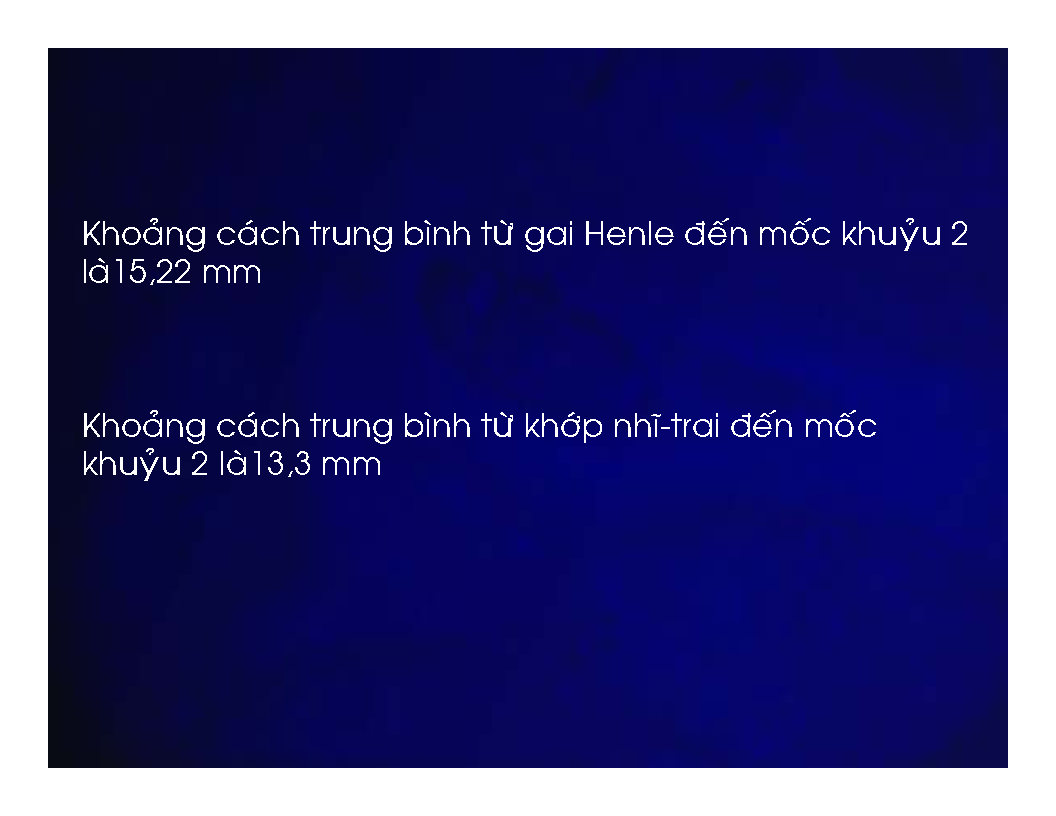 Khoảng cách trung bình từ gai Henle đến mốc khuỷu 2
là15,22 mm
Khoảng cách trung bình từ khớp nhĩ-trai đến mốc
khuỷu 2 là13,3 mm